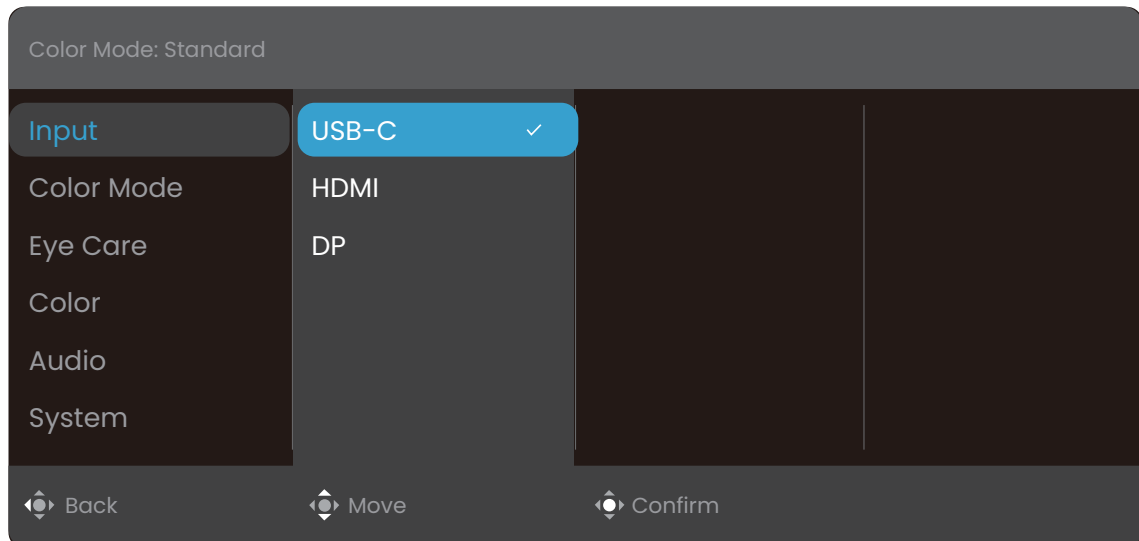 Color Mode: Standard
Input
USB-C
Color Mode
HDMI
Eye Care
DP
Color
Audio
System
Back
Move
Confirm